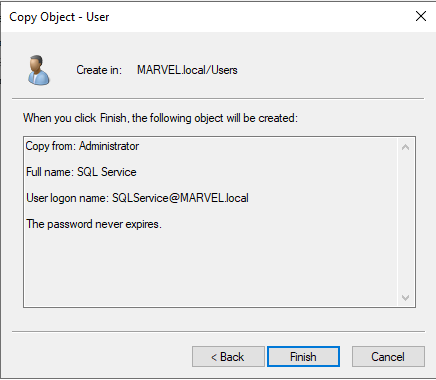 Copy Object - User
Create in: MARVEL.local/Users
When you click Finish, the following object will be created:
Copy from: Administrator
Full name: SQL Service
User logon name: SQLService@MARVEL.local
The password never expires.
< Back Finish Cancel